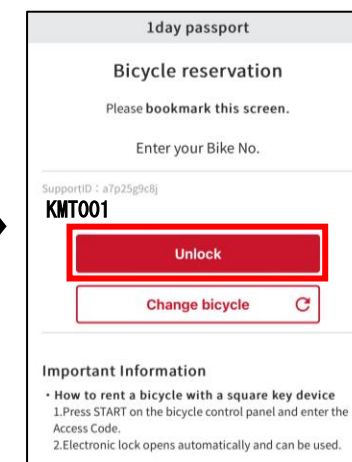 1day passport
Bicycle reservation
Please bookmark this screen.
Enter your Bike No.
SupportID：a7p25g9c8j
KMT001
Unlock
Change bicycle
Important Information
・How to rent a bicycle with a square key device
1.Press START on the bicycle control panel and enter the
Access Code.
2.Electronic lock opens automatically and can be used.